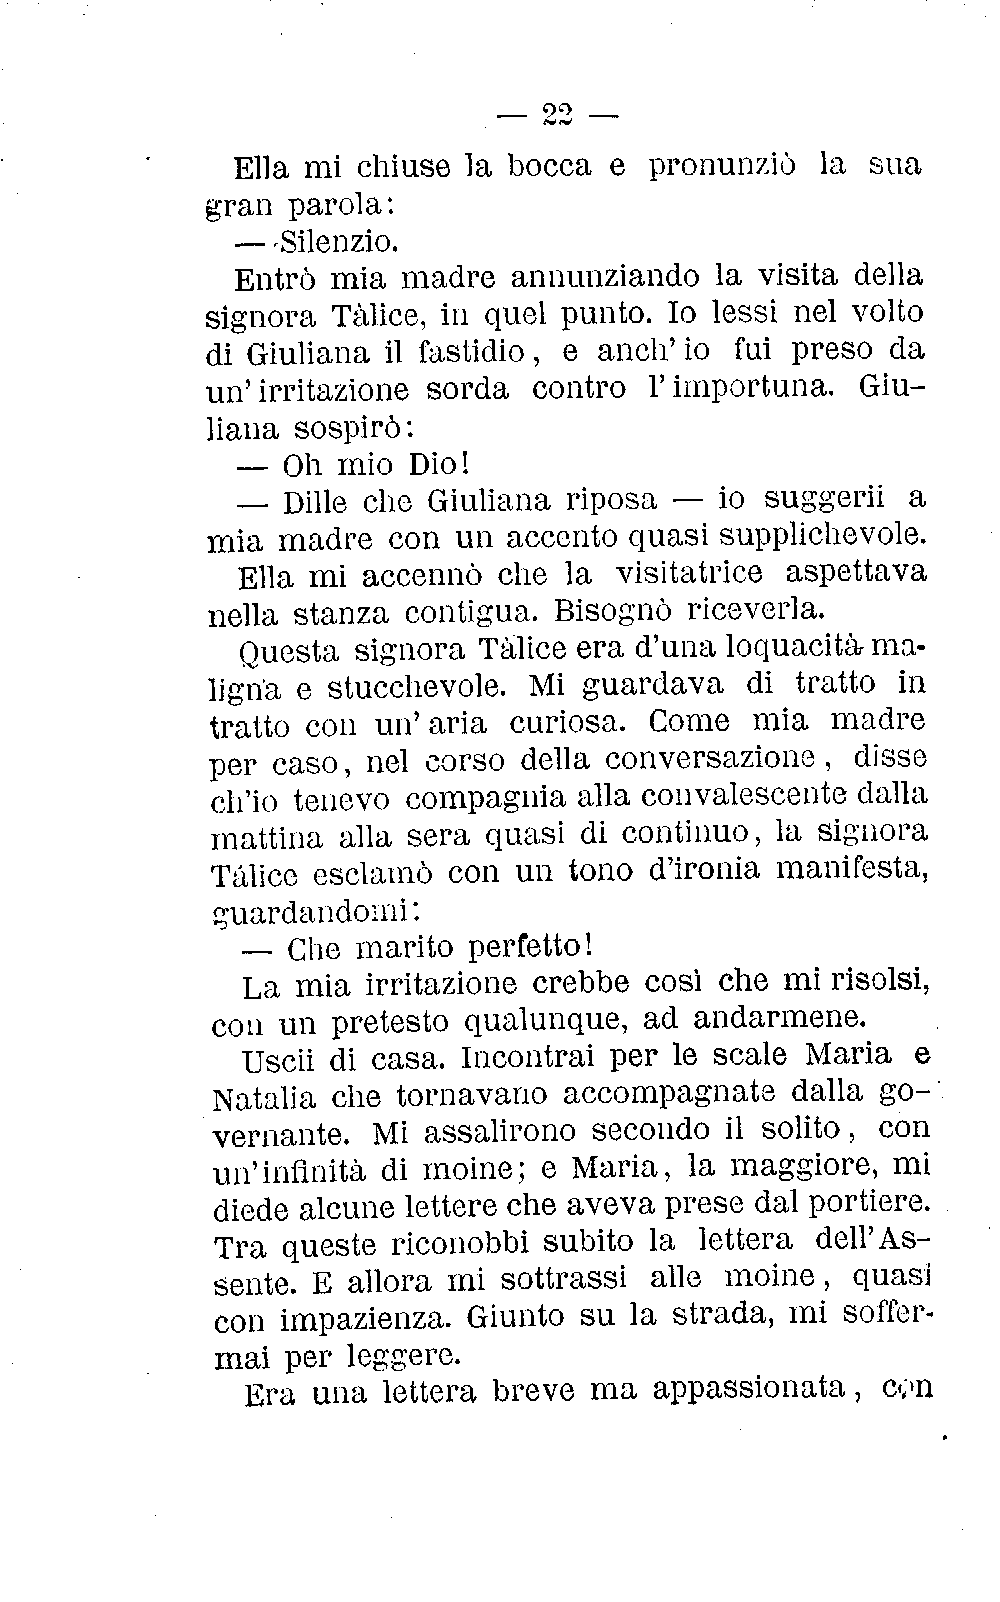 — 22 —
Ella mi chiuse la bocca e pronunziò la sua
gran parola:
— Silenzio.
Entrò mia madre annunziando la visita della
signora Tàlice, in quel punto. Io lessi nel volto
di Giuliana il fastidio, e anch' io fui preso da
un' irritazione sorda contro l' importuna. Giu-
liana sospirò:
— Oh mio Dio!
— Dille che Giuliana riposa — io suggerii a
mia madre con un accento quasi supplichevole.
Ella mi accennò che la visitatrice aspettava
nella stanza contigua. Bisognò riceverla.
Questa signora Tàlice era d'una loquacità ma-
ligna e stucchevole. Mi guardava di tratto in
tratto con un' aria curiosa. Come mia madre
per caso, nel corso della conversazione, disse
ch'io tenevo compagnia alla convalescente dalla
mattina alla sera quasi di continuo, la signora
Tàlice esclamò con un tono d'ironia manifesta,
guardandomi:
— Che marito perfetto!
La mia irritazione crebbe così che mi risolsi,
con un pretesto qualunque, ad andarmene.
Uscii di casa. Incontrai per le scale Maria e
Natalia che tornavano accompagnate dalla go-
vernante. Mi assalirono secondo il solito, con
un'infinità di moine; e Maria, la maggiore, mi
diede alcune lettere che aveva prese dal portiere.
Tra queste riconobbi subito la lettera dell'As-
sente. E allora mi sottrassi alle moine, quasi
con impazienza. Giunto su la strada, mi soffer-
mai per leggere.
Era una lettera breve ma appassionata, con